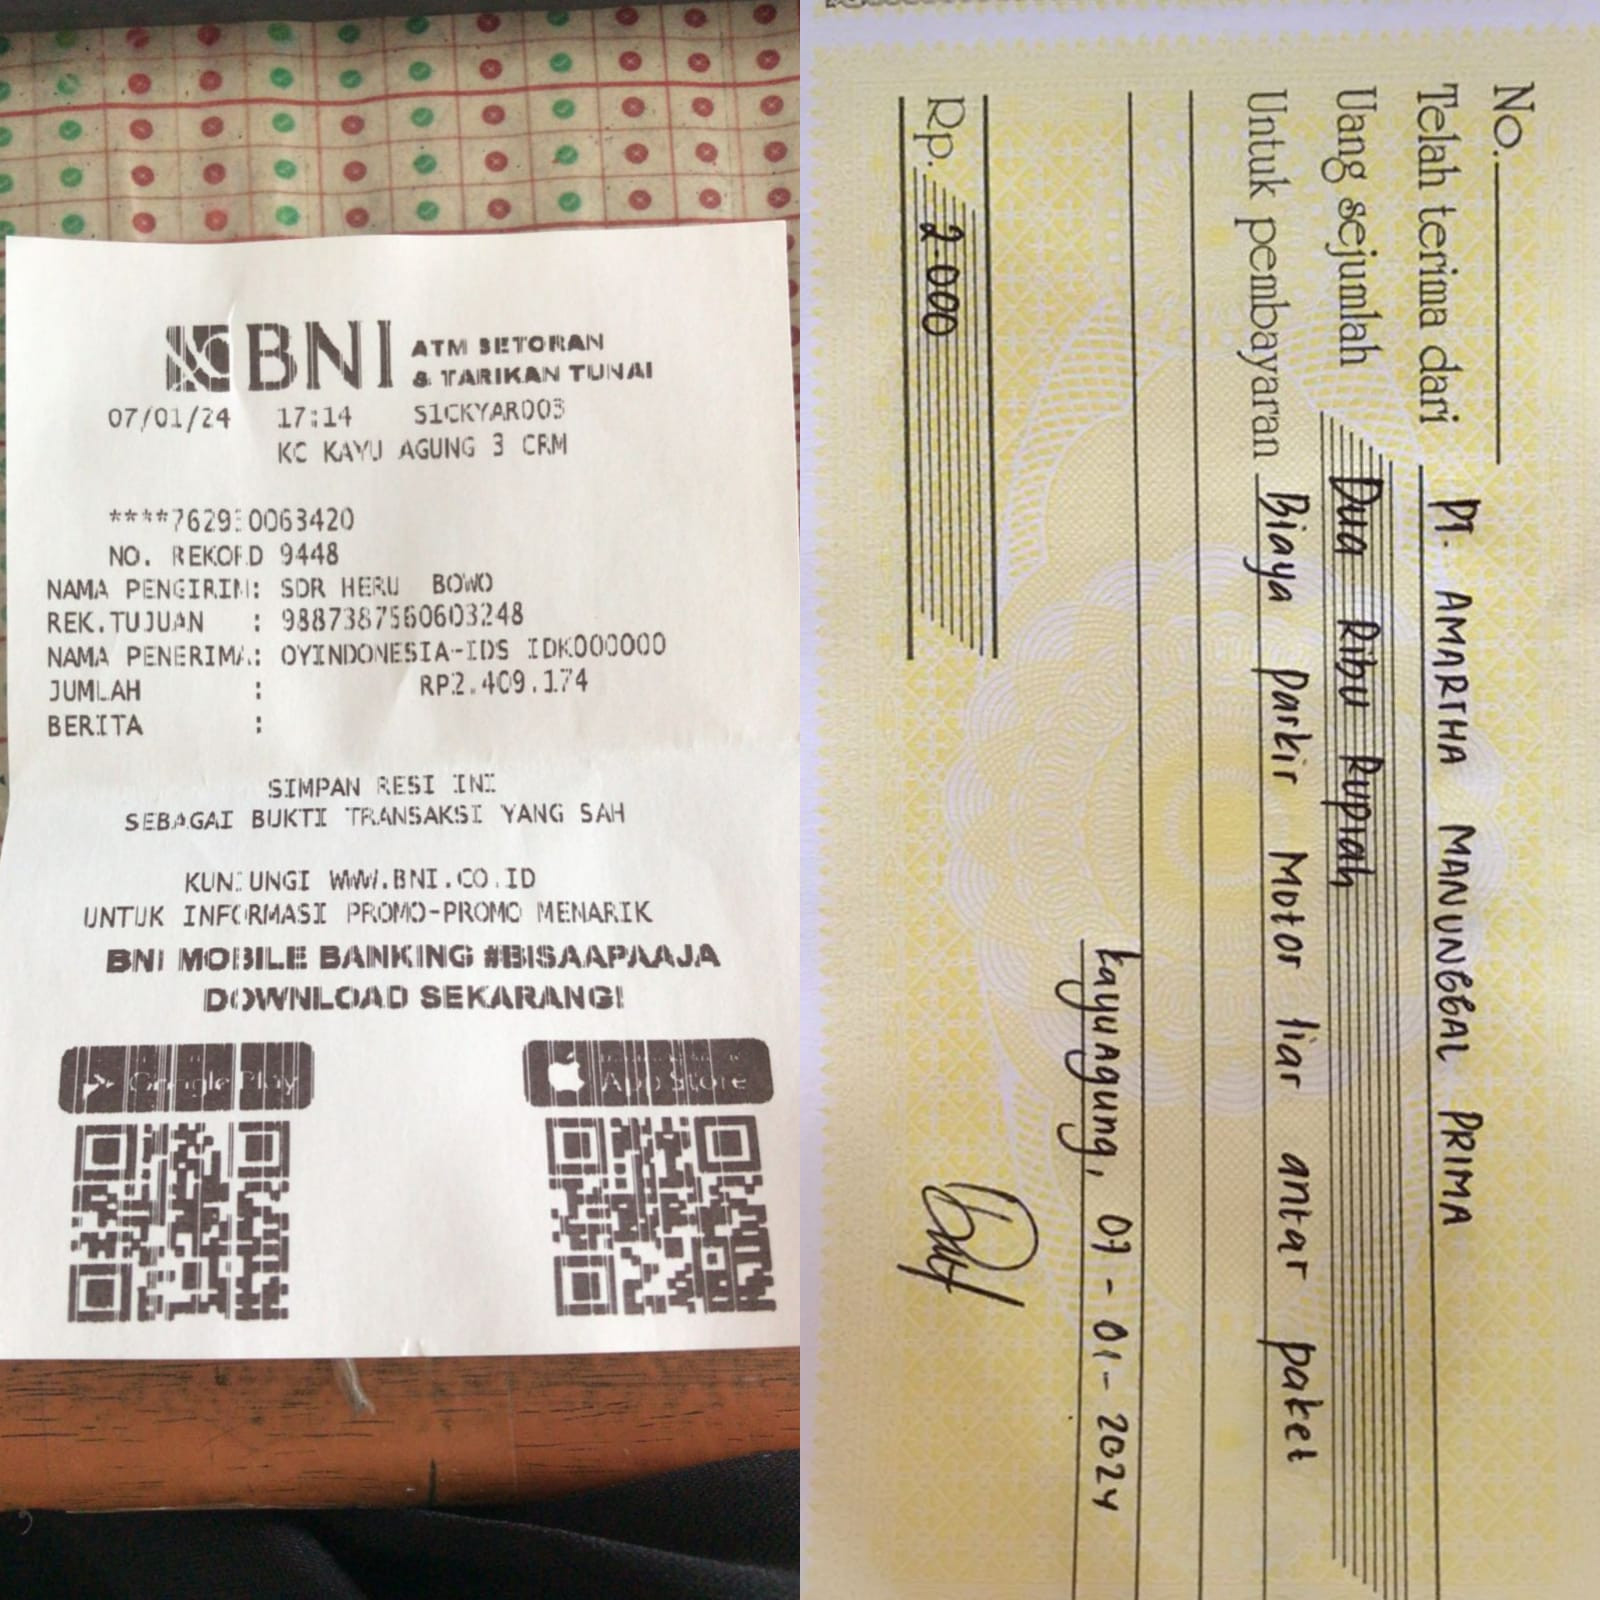 BNI ATM SETORAN
& TARIKAN TUNAI
07/01/24 17:14 S1CKYAR003
KC KAYU AGUNG 3 CRM
****762930063420
NO. REKORD 9448
NAMA PENGIRIM: SDR HERU BOWO
REK.TUJUAN : 9887387560603248
NAMA PENERIMA: OYINDONESIA-IDS IDK000000
JUMLAH : RP2.409.174
BERITA :
SIMPAN RESI INI
SEBAGAI BUKTI TRANSAKSI YANG SAH
KUNJUNGI WWW.BNI.CO.ID
UNTUK INFORMASI PROMO-PROMO MENARIK
BNI MOBILE BANKING #BISAAPAAJA
DOWNLOAD SEKARANG!
Google Play
App Store
No.
Telah terima dari PT. AMARTHA MANUNGGAL PRIMA
Uang sejumlah Dua Ribu Rupiah
Untuk pembayaran Biaya parkir Motor liar antar paket
kayuAgung, 07-01-2024
Rp. 2.000